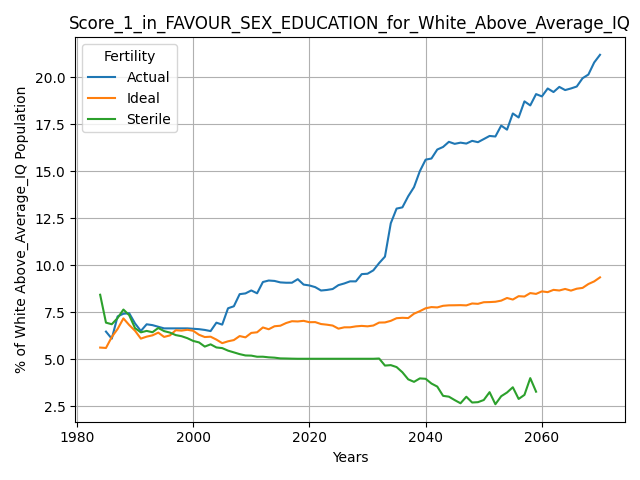 Score_1_in_FAVOUR_SEX_EDUCATION_for_White_Above_Average_IQ
Fertility
Actual
Ideal
Sterile
% of White Above_Average_IQ Population
20.0
17.5
15.0
12.5
10.0
7.5
5.0
2.5
1980 2000 2020 2040 2060
Years